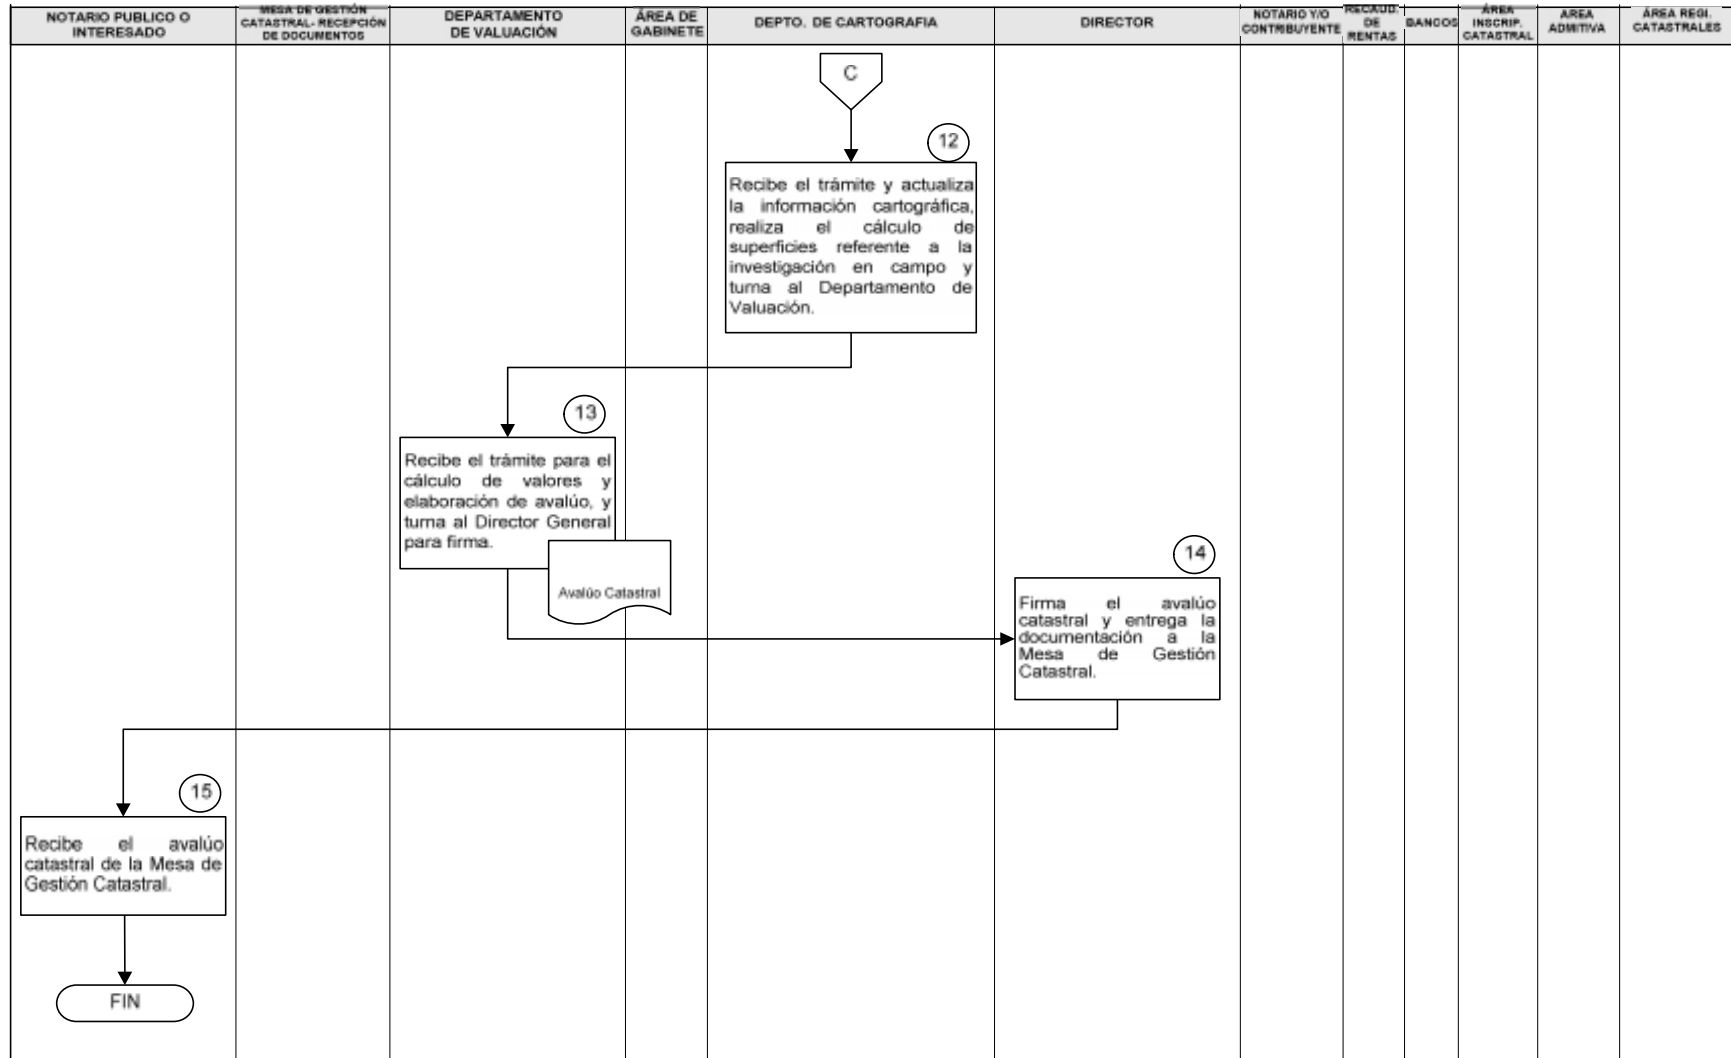 NOTARIO PUBLICO O
INTERESADO
MESA DE GESTIÓN
CATASTRAL- RECEPCIÓN
DE DOCUMENTOS
DEPARTAMENTO
DE VALUACIÓN
ÁREA DE
GABINETE
DEPTO. DE CARTOGRAFIA
DIRECTOR
NOTARIO Y/O
CONTRIBUYENTE
RECAUD.
DE
RENTAS
BANCOS
ÁREA
INSCRIP.
CATASTRAL
AREA
ADMITIVA
ÁREA REGI.
CATASTRALES
C
12
Recibe el trámite y actualiza
la información cartográfica,
realiza el cálculo de
superficies referente a la
investigación en campo y
turna al Departamento de
Valuación.
13
Recibe el trámite para el
cálculo de valores y
elaboración de avalúo, y
turna al Director General
para firma.
Avalúo Catastral
14
Firma el avalúo
catastral y entrega la
documentación a la
Mesa de Gestión
Catastral.
15
Recibe el avalúo
catastral de la Mesa de
Gestión Catastral.
FIN